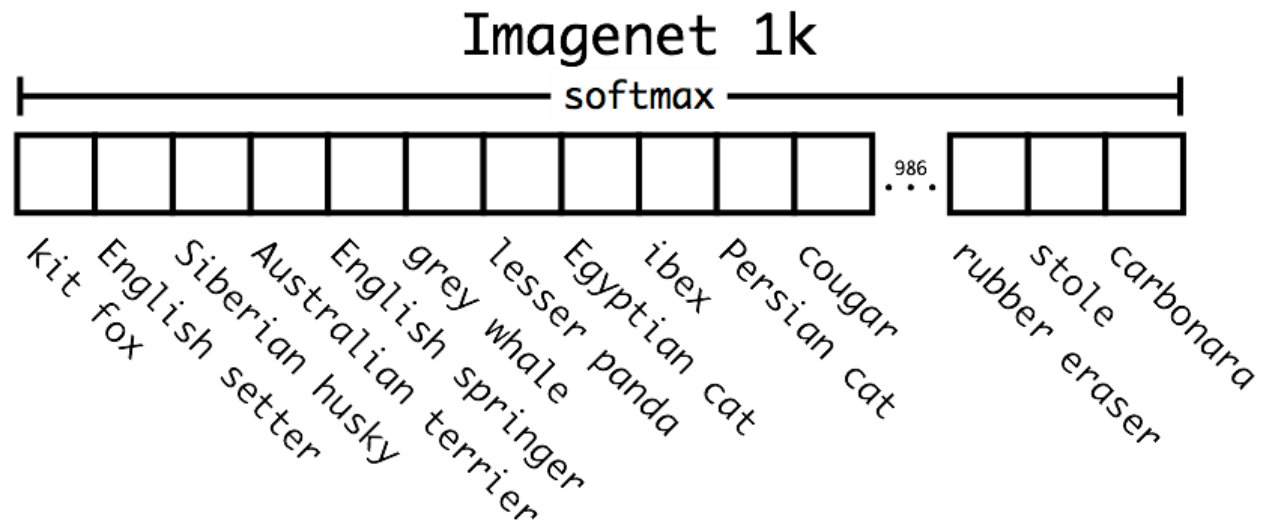 Imagenet 1k
softmax
986
...
kit fox
English setter
Siberian husky
Australian terrier
English springer
grey whale
lesser panda
Egyptian cat
ibex
Persian cat
cougar
rubber eraser
stole
carbonara